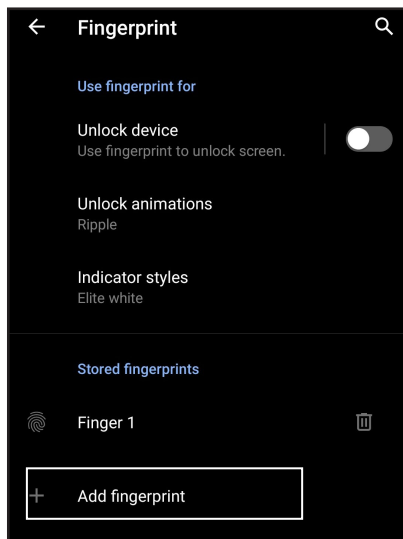 Fingerprint
Use fingerprint for
Unlock device
Use fingerprint to unlock screen.
Unlock animations
Ripple
Indicator styles
Elite white
Stored fingerprints
Finger 1
Add fingerprint